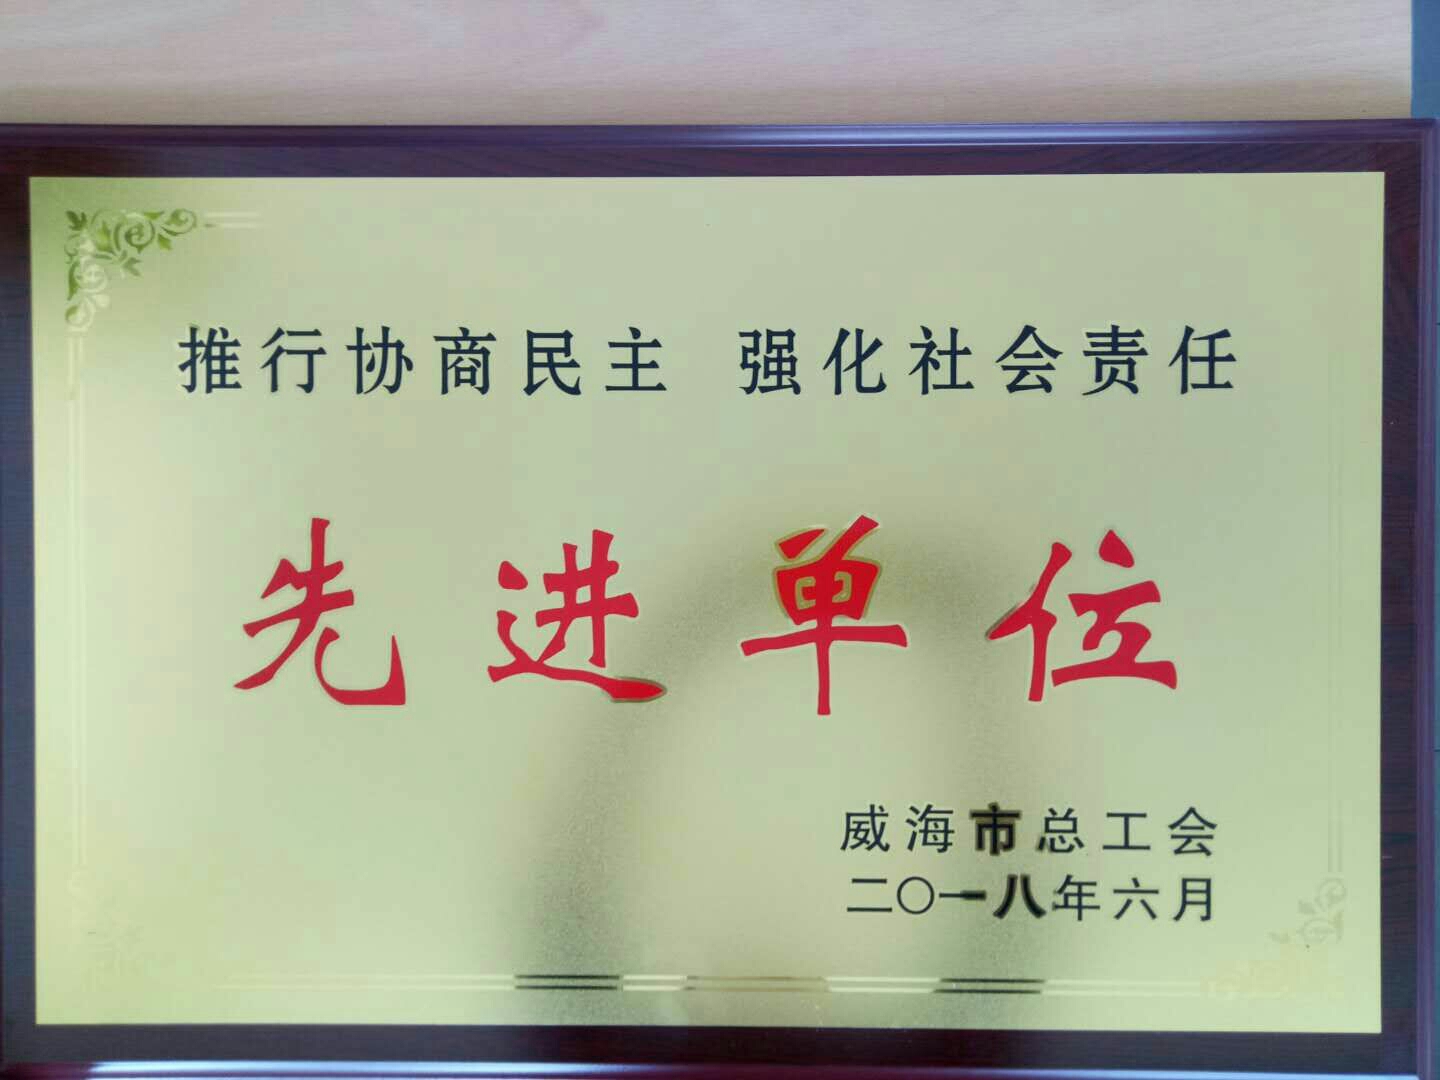 推行协商民主 强化社会责任
先进单位
威海市总工会
二〇一八年六月